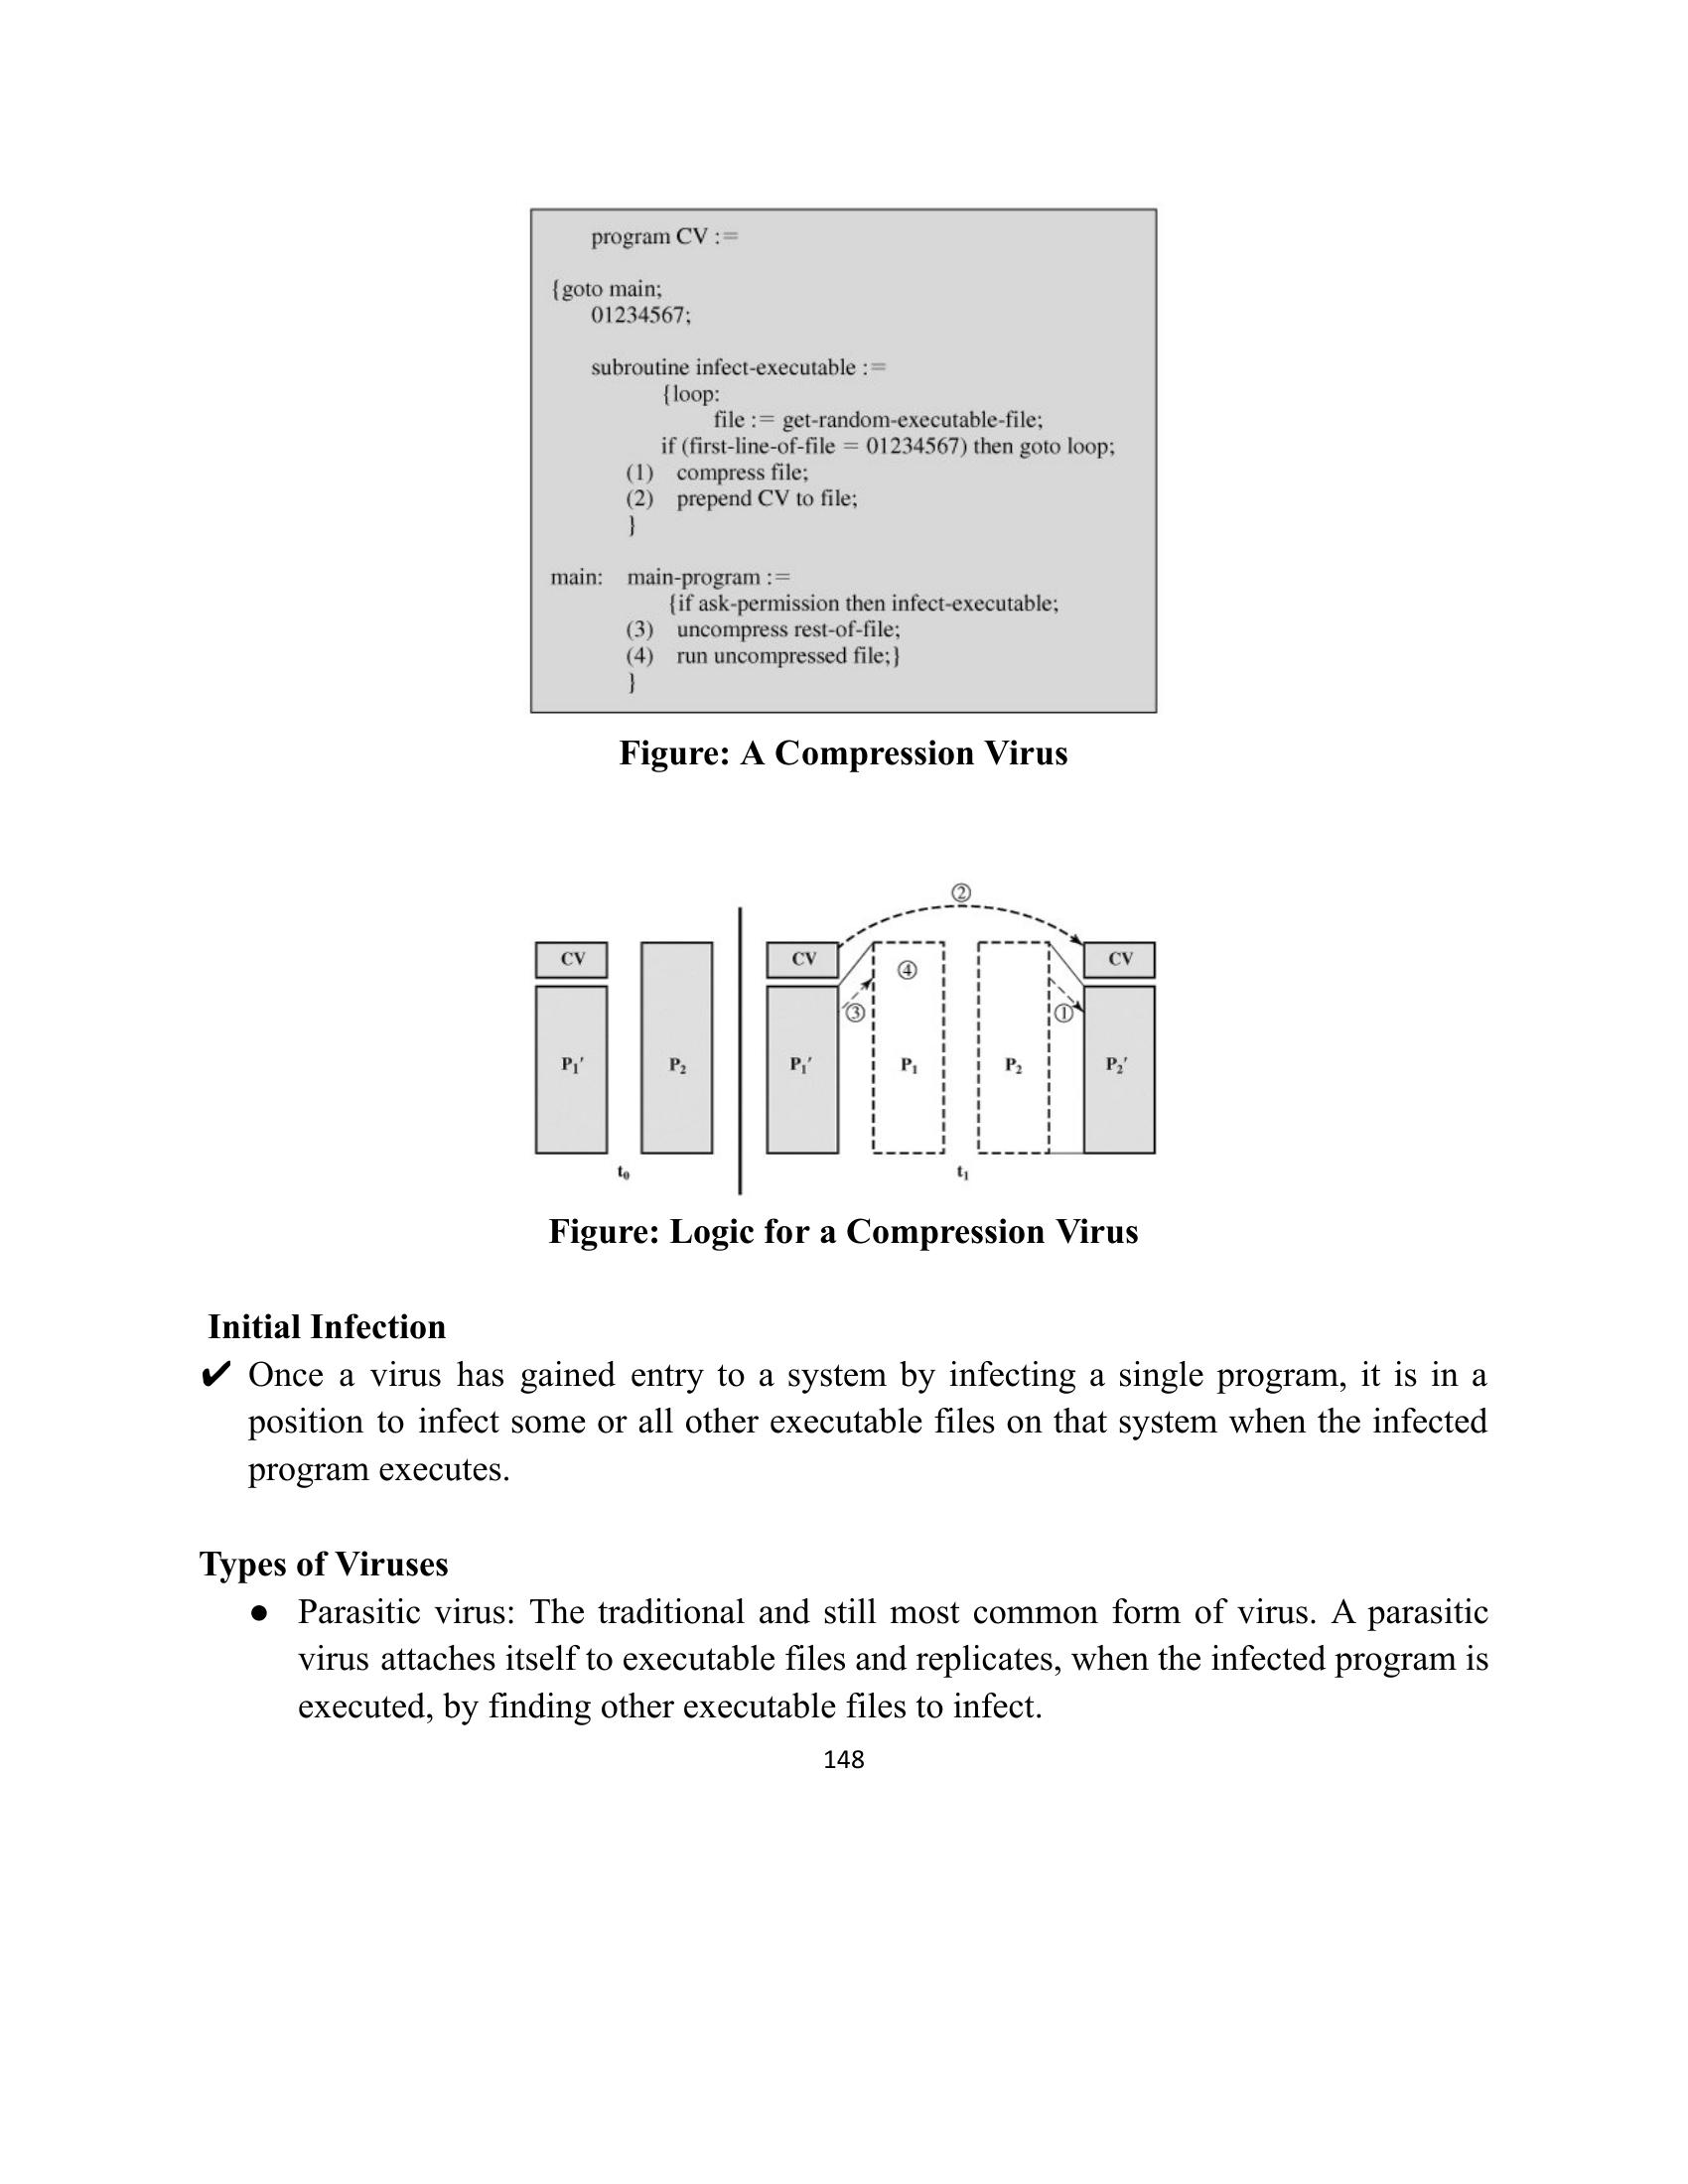 program CV :=
{goto main;
01234567;
subroutine infect-executable :=
{loop:
file := get-random-executable-file;
if (first-line-of-file = 01234567) then goto loop;
(1) compress file;
(2) prepend CV to file;
}
main: main-program :=
{if ask-permission then infect-executable;
(3) uncompress rest-of-file;
(4) run uncompressed file;}
}
Figure: A Compression Virus
②
CV CV CV
④
③ ①
P₁′ P₂ P₁′ P₁ P₂ P₂′
t₀ t₁
Figure: Logic for a Compression Virus
Initial Infection
✔ Once a virus has gained entry to a system by infecting a single program, it is in a
position to infect some or all other executable files on that system when the infected
program executes.
Types of Viruses
● Parasitic virus: The traditional and still most common form of virus. A parasitic
virus attaches itself to executable files and replicates, when the infected program is
executed, by finding other executable files to infect.
148